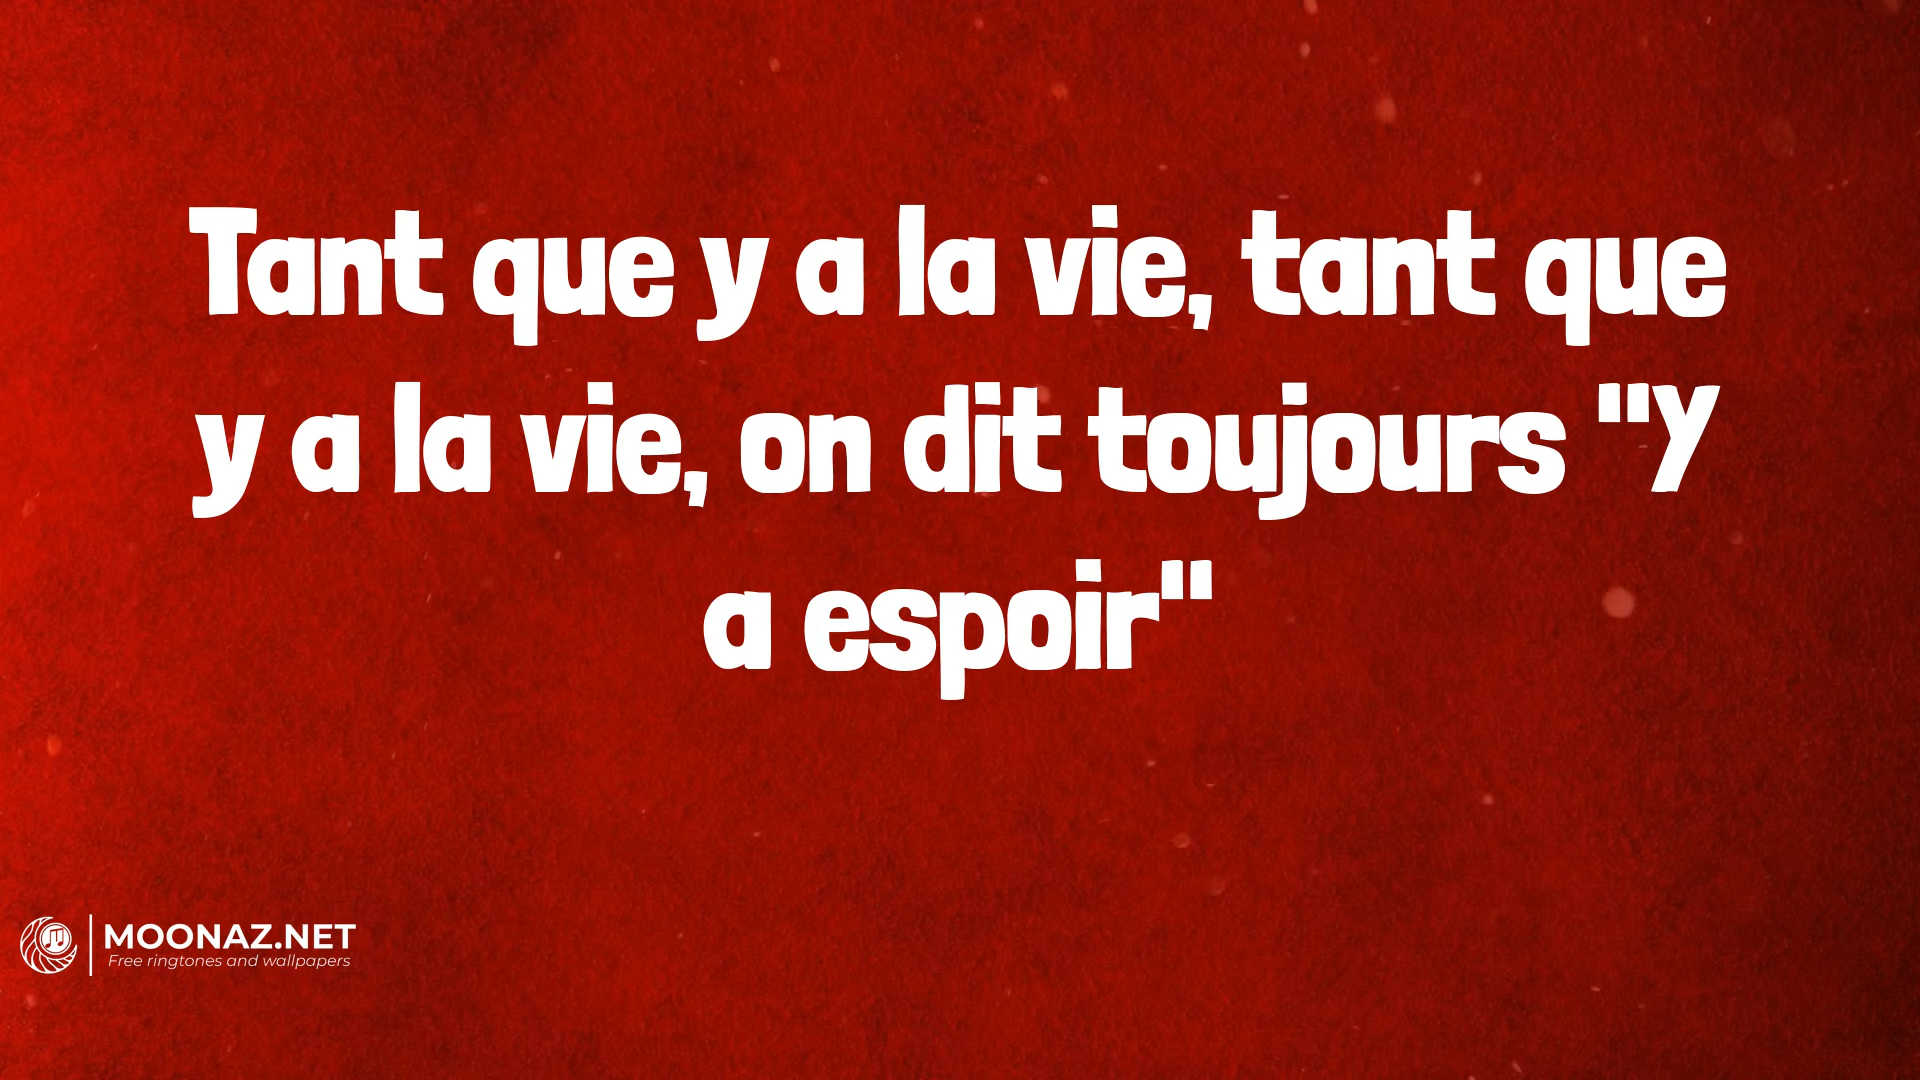 Tant que y a la vie, tant que
y a la vie, on dit toujours "Y
a espoir"
MOONAZ.NET
Free ringtones and wallpapers